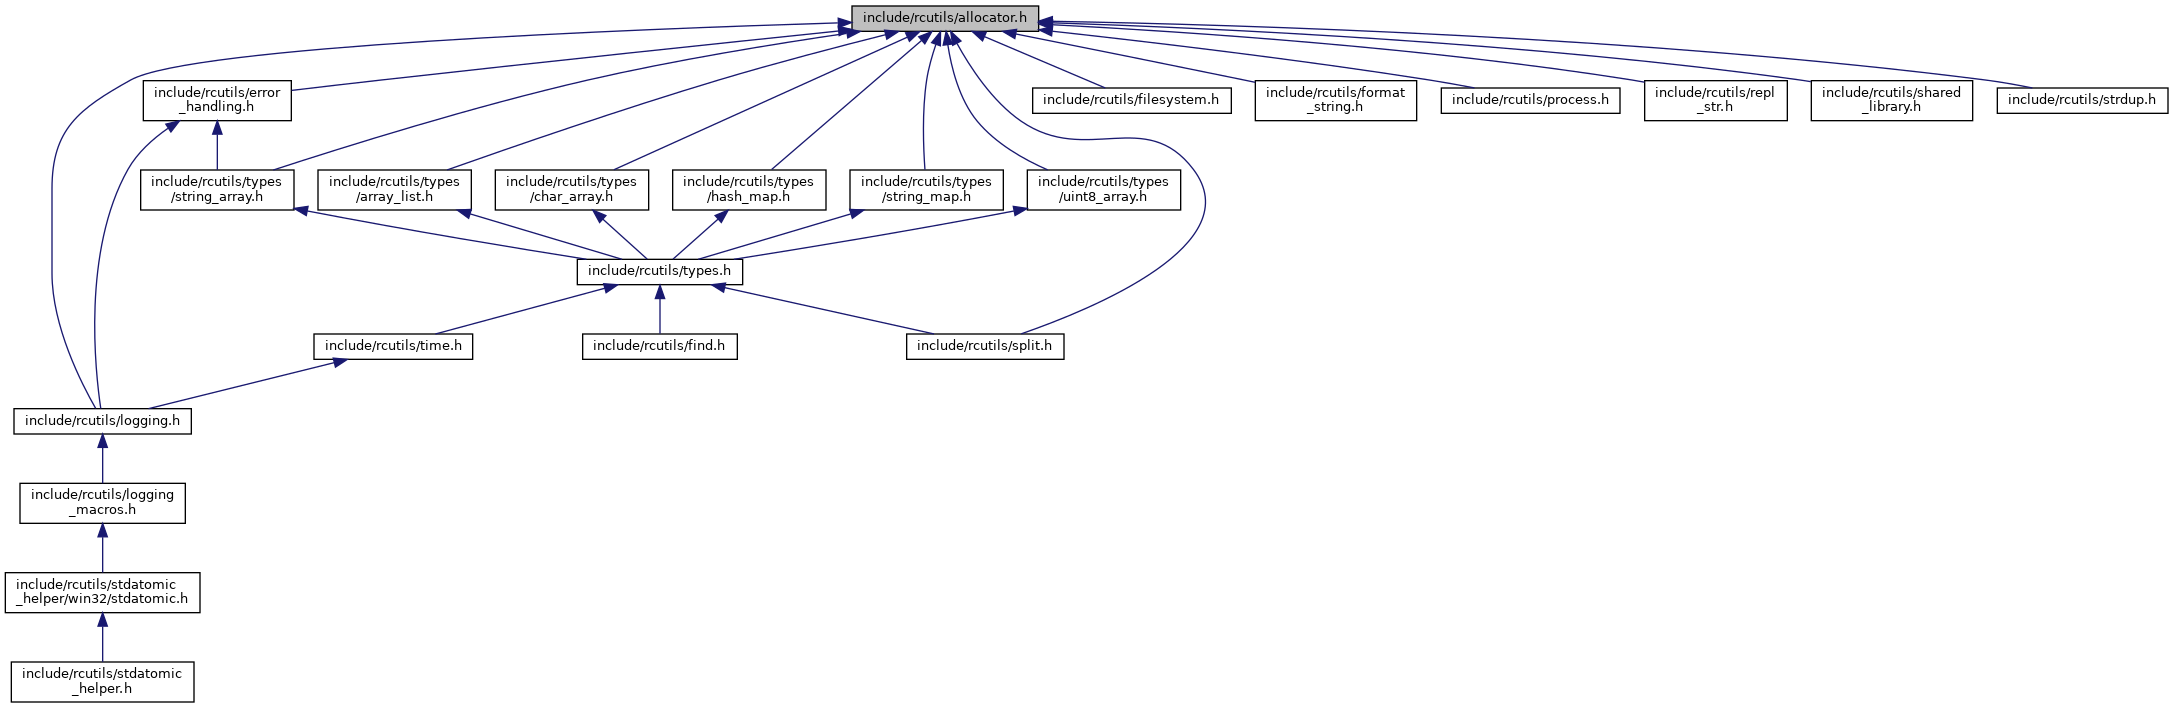 include/rcutils/allocator.h
include/rcutils/error
_handling.h
include/rcutils/filesystem.h
include/rcutils/format
_string.h
include/rcutils/process.h
include/rcutils/repl
_str.h
include/rcutils/shared
_library.h
include/rcutils/strdup.h
include/rcutils/types
/string_array.h
include/rcutils/types
/array_list.h
include/rcutils/types
/char_array.h
include/rcutils/types
/hash_map.h
include/rcutils/types
/string_map.h
include/rcutils/types
/uint8_array.h
include/rcutils/types.h
include/rcutils/time.h
include/rcutils/find.h
include/rcutils/split.h
include/rcutils/logging.h
include/rcutils/logging
_macros.h
include/rcutils/stdatomic
_helper/win32/stdatomic.h
include/rcutils/stdatomic
_helper.h